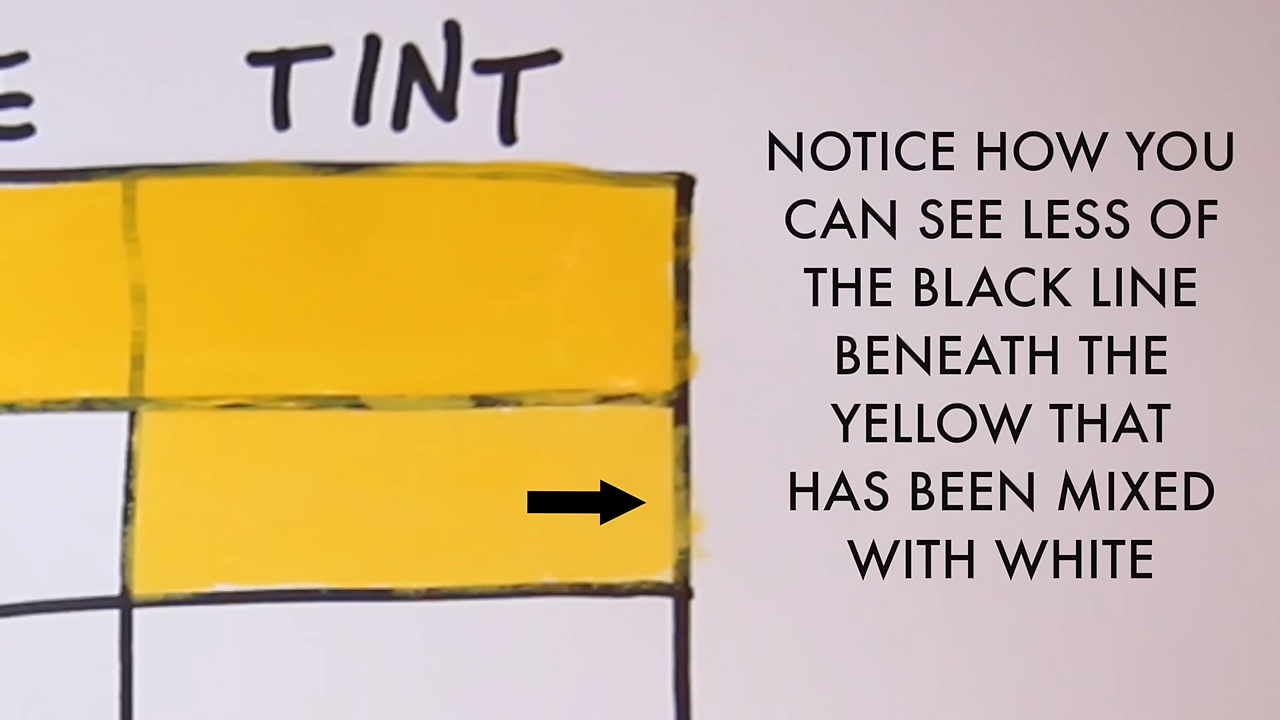 E TINT
NOTICE HOW YOU
CAN SEE LESS OF
THE BLACK LINE
BENEATH THE
YELLOW THAT
HAS BEEN MIXED
WITH WHITE